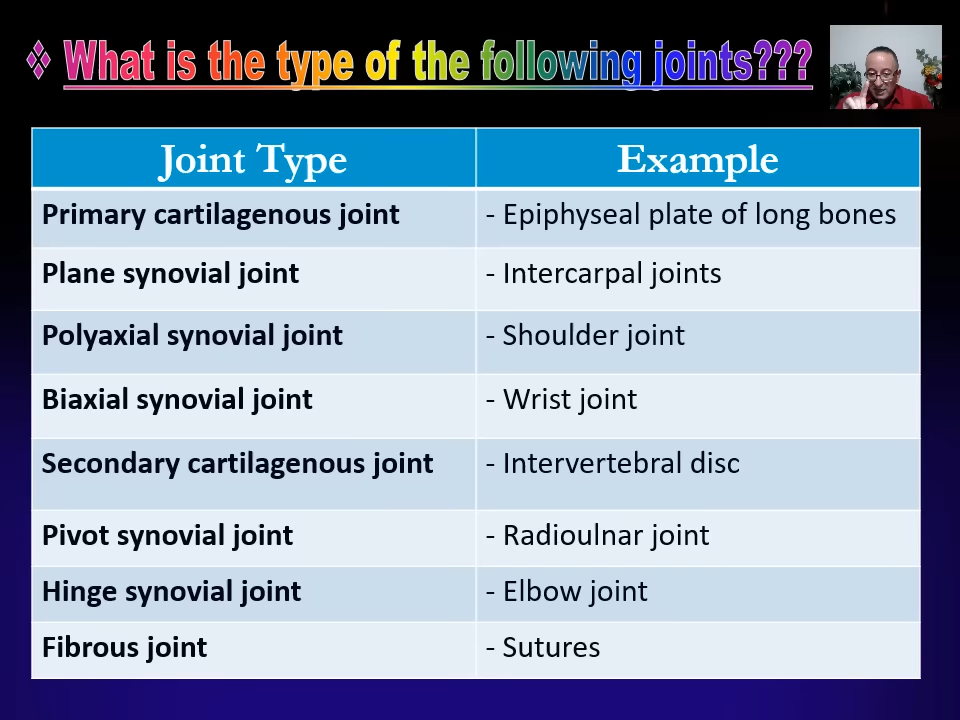 ❖ What is the type of the following joints???
Joint Type Example
Primary cartilagenous joint - Epiphyseal plate of long bones
Plane synovial joint - Intercarpal joints
Polyaxial synovial joint - Shoulder joint
Biaxial synovial joint - Wrist joint
Secondary cartilagenous joint - Intervertebral disc
Pivot synovial joint - Radioulnar joint
Hinge synovial joint - Elbow joint
Fibrous joint - Sutures